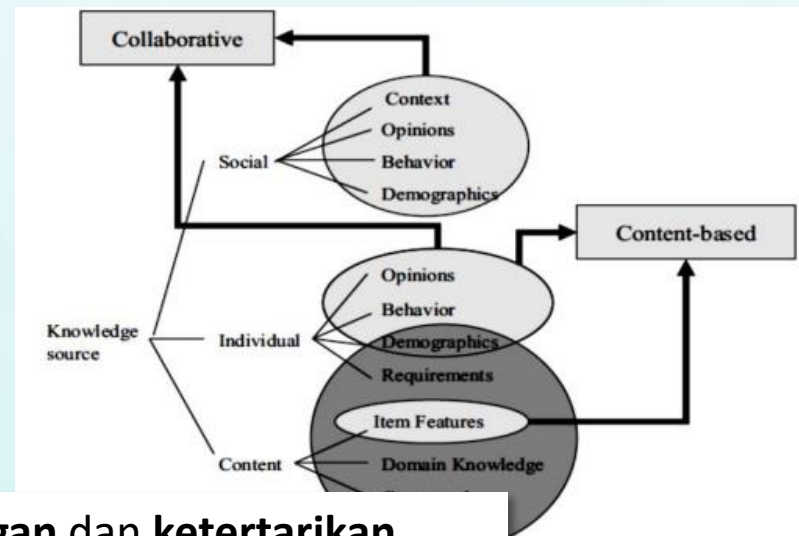 Collaborative
Context
Opinions
Social
Behavior
Demographics
Content-based
Opinions
Behavior
Knowledge
source
Individual
Demographics
Requirements
Item Features
Content
Domain Knowledge
gan dan ketertarikan